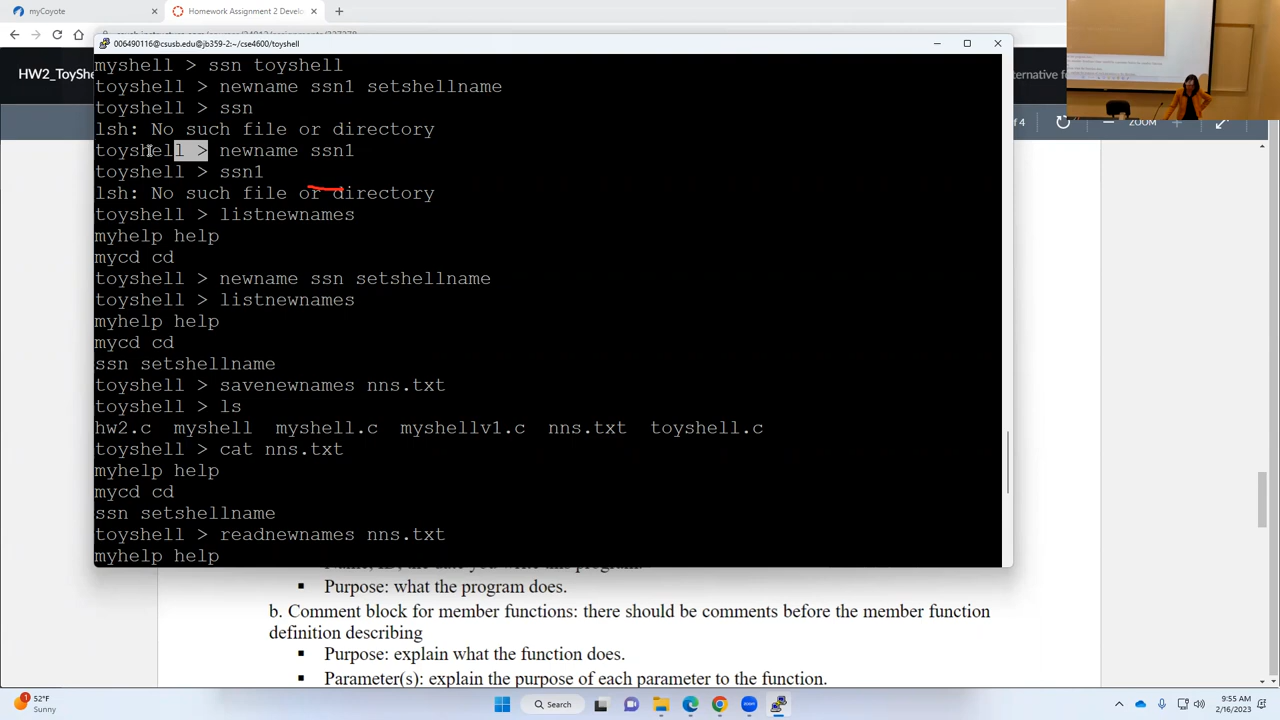 myCoyote
Homework Assignment 2 Devel
006490116@csusb.edu@jb359-2:~/cse4600/toyshell
HW2_ToySh
ernative fo
of 4
ZOOM
myshell > ssn toyshell
toyshell > newname ssn1 setshellname
toyshell > ssn
lsh: No such file or directory
toyshell > newname ssn1
toyshell > ssn1
lsh: No such file or directory
toyshell > listnewnames
myhelp help
mycd cd
toyshell > newname ssn setshellname
toyshell > listnewnames
myhelp help
mycd cd
ssn setshellname
toyshell > savenewnames nns.txt
toyshell > ls
hw2.c myshell myshell.c myshellv1.c nns.txt toyshell.c
toyshell > cat nns.txt
myhelp help
mycd cd
ssn setshellname
toyshell > readnewnames nns.txt
myhelp help
▪ Purpose: what the program does.
b. Comment block for member functions: there should be comments before the member function
definition describing
▪ Purpose: explain what the function does.
▪ Parameter(s): explain the purpose of each parameter to the function.
52°F
Sunny
Search
9:55 AM
2/16/2023